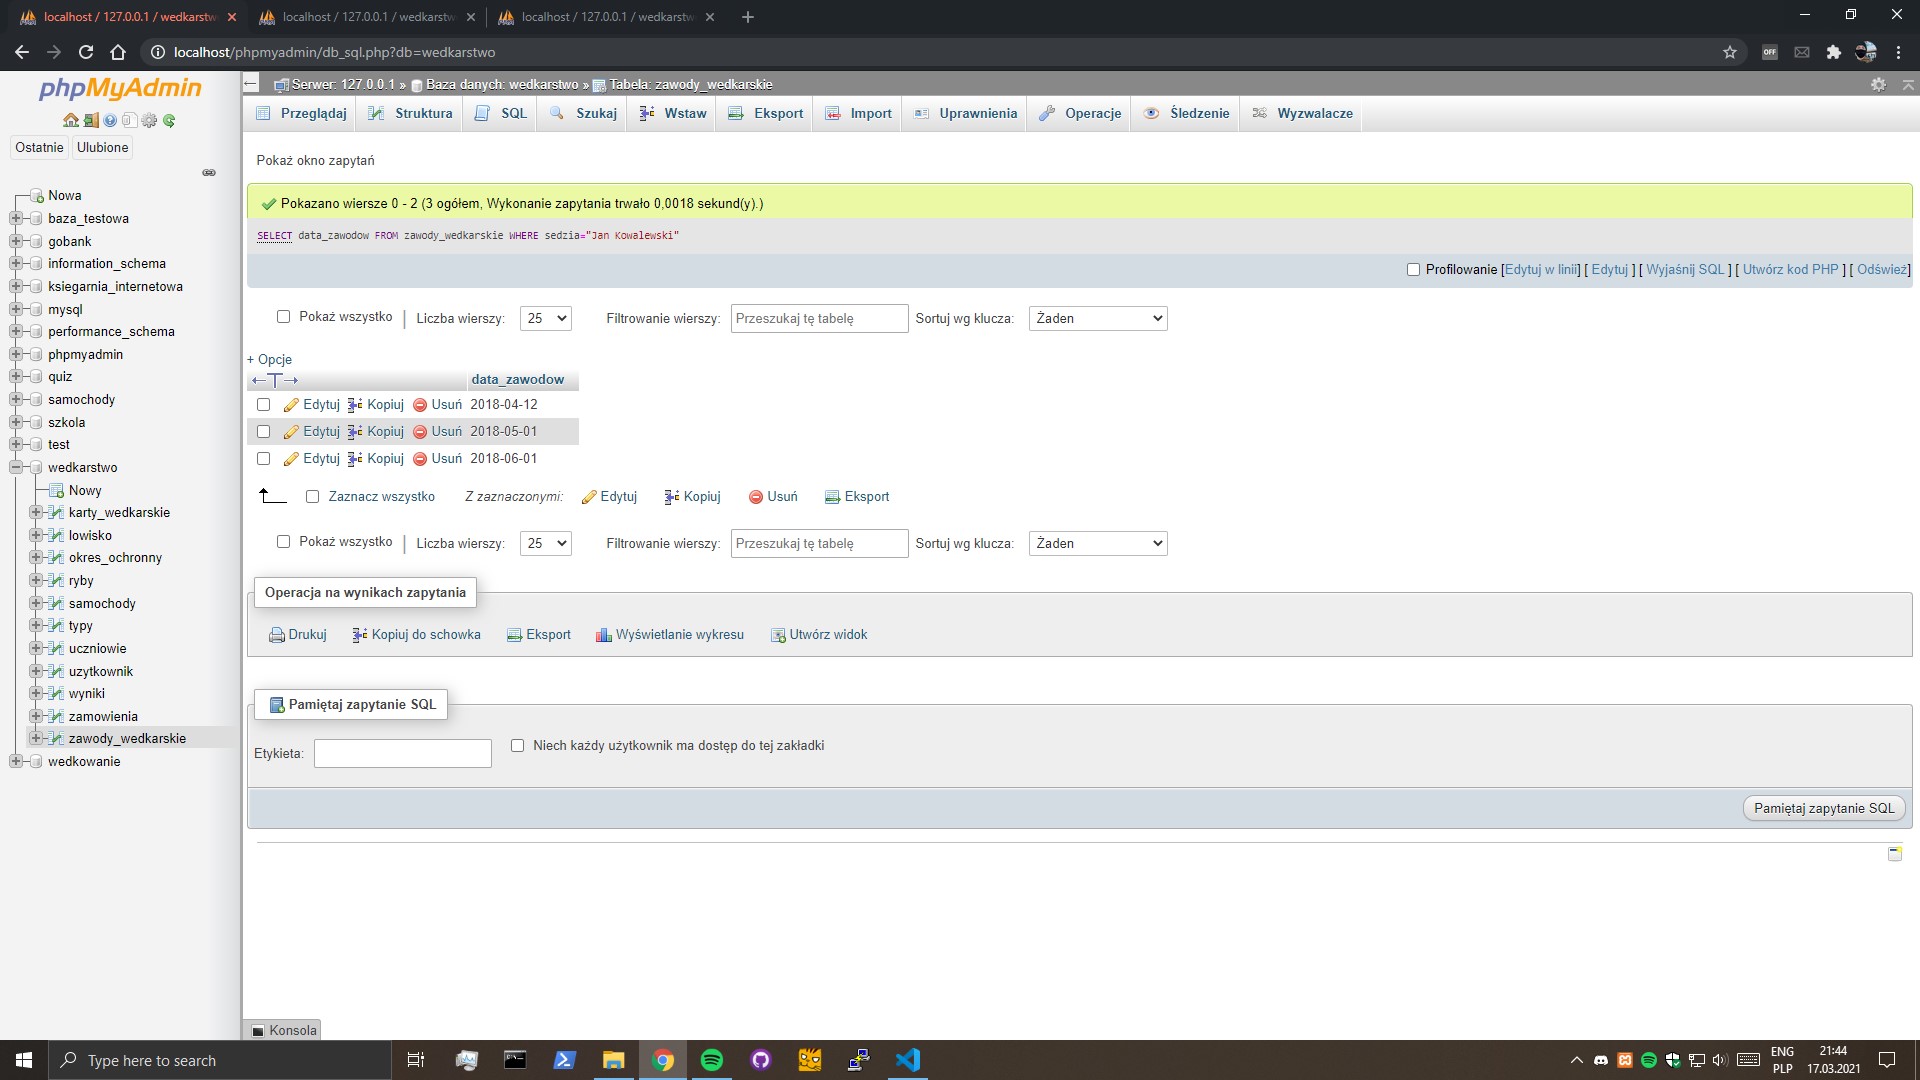 localhost / 127.0.0.1 / wedkarstw
localhost / 127.0.0.1 / wedkarstw
localhost / 127.0.0.1 / wedkarstw
localhost/phpmyadmin/db_sql.php?db=wedkarstwo
OFF
phpMyAdmin
Ostatnie Ulubione
Nowa
baza_testowa
gobank
information_schema
ksiegarnia_internetowa
mysql
performance_schema
phpmyadmin
quiz
samochody
szkola
test
wedkarstwo
Nowy
karty_wedkarskie
lowisko
okres_ochronny
ryby
samochody
typy
uczniowie
uzytkownik
wyniki
zamowienia
zawody_wedkarskie
wedkowanie
Serwer: 127.0.0.1 » Baza danych: wedkarstwo » Tabela: zawody_wedkarskie
Przeglądaj Struktura SQL Szukaj Wstaw Eksport Import Uprawnienia Operacje Śledzenie Wyzwalacze
Pokaż okno zapytań
Pokazano wiersze 0 - 2 (3 ogółem, Wykonanie zapytania trwało 0,0018 sekund(y).)
SELECT data_zawodow FROM zawody_wedkarskie WHERE sedzia="Jan Kowalewski"
Profilowanie [Edytuj w linii] [ Edytuj ] [ Wyjaśnij SQL ] [ Utwórz kod PHP ] [ Odśwież]
Pokaż wszystko | Liczba wierszy: 25 Filtrowanie wierszy: Przeszukaj tę tabelę Sortuj wg klucza: Żaden
+ Opcje
←T→ data_zawodow
Edytuj Kopiuj Usuń 2018-04-12
Edytuj Kopiuj Usuń 2018-05-01
Edytuj Kopiuj Usuń 2018-06-01
Zaznacz wszystko Z zaznaczonymi: Edytuj Kopiuj Usuń Eksport
Pokaż wszystko | Liczba wierszy: 25 Filtrowanie wierszy: Przeszukaj tę tabelę Sortuj wg klucza: Żaden
Operacja na wynikach zapytania
Drukuj Kopiuj do schowka Eksport Wyświetlanie wykresu Utwórz widok
Pamiętaj zapytanie SQL
Etykieta: Niech każdy użytkownik ma dostęp do tej zakładki
Pamiętaj zapytanie SQL
Konsola
Type here to search
ENG
PLP
21:44
17.03.2021